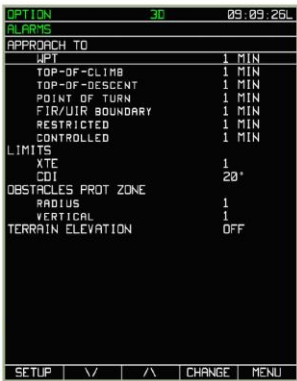 OPTION 3D 09:09:26L
ALARMS
APPROACH TO
WPT 1 MIN
TOP-OF-CLIMB 1 MIN
TOP-OF-DESCENT 1 MIN
POINT OF TURN 1 MIN
FIR/UIR BOUNDARY 1 MIN
RESTRICTED 1 MIN
CONTROLLED 1 MIN
LIMITS
XTE 1
CDI 20°
OBSTACLES PROT ZONE
RADIUS 1
VERTICAL 1
TERRAIN ELEVATION OFF
SETUP \/ /\ CHANGE MENU